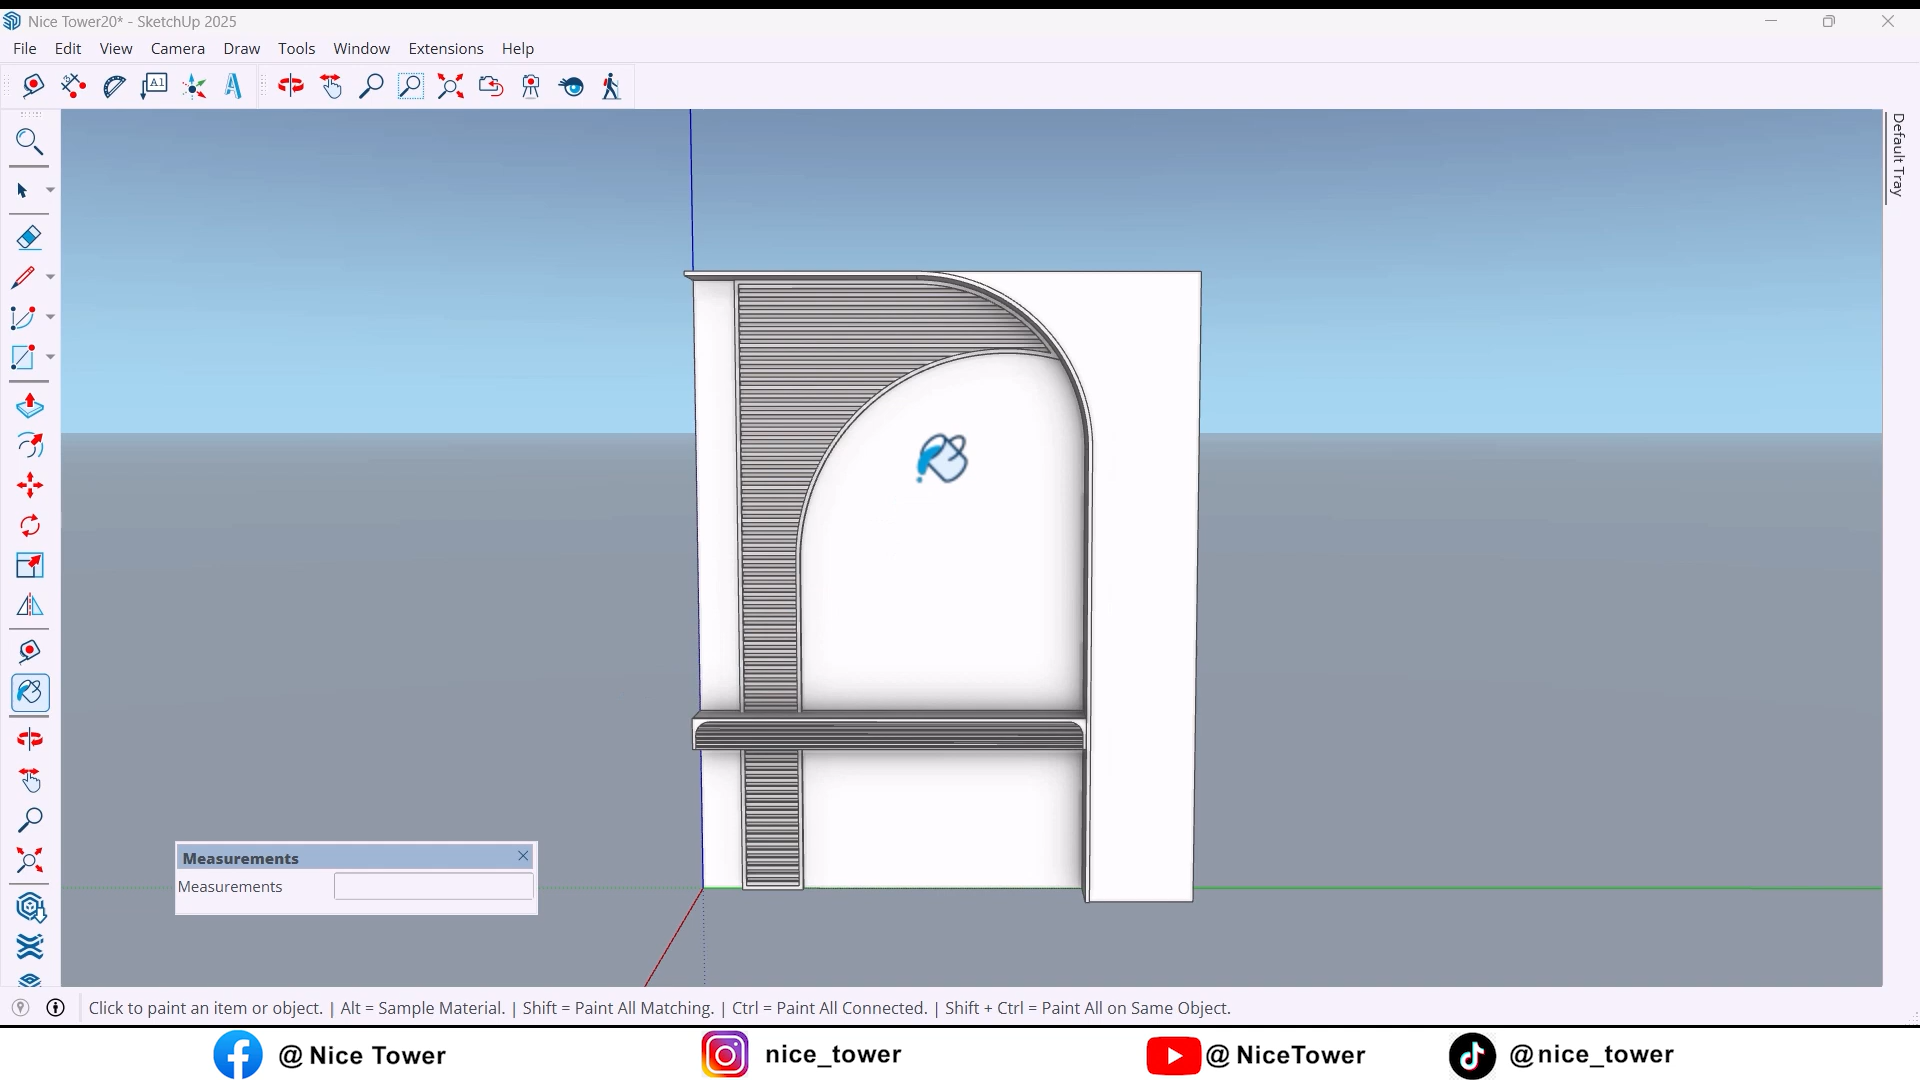 Nice Tower20* - SketchUp 2025
File Edit View Camera Draw Tools Window Extensions Help
A1
Default Tray
Measurements
Measurements
Click to paint an item or object. | Alt = Sample Material. | Shift = Paint All Matching. | Ctrl = Paint All Connected. | Shift + Ctrl = Paint All on Same Object.
@ Nice Tower nice_tower @ NiceTower @nice_tower